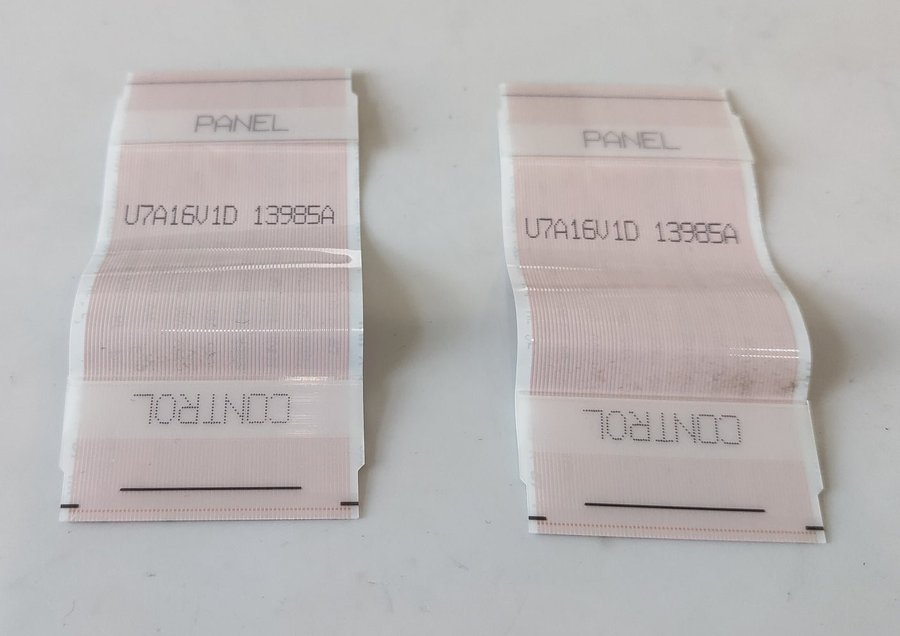 PANEL
U7A16V1D 13985A
CONTROL
PANEL
U7A16V1D 13985A
CONTROL